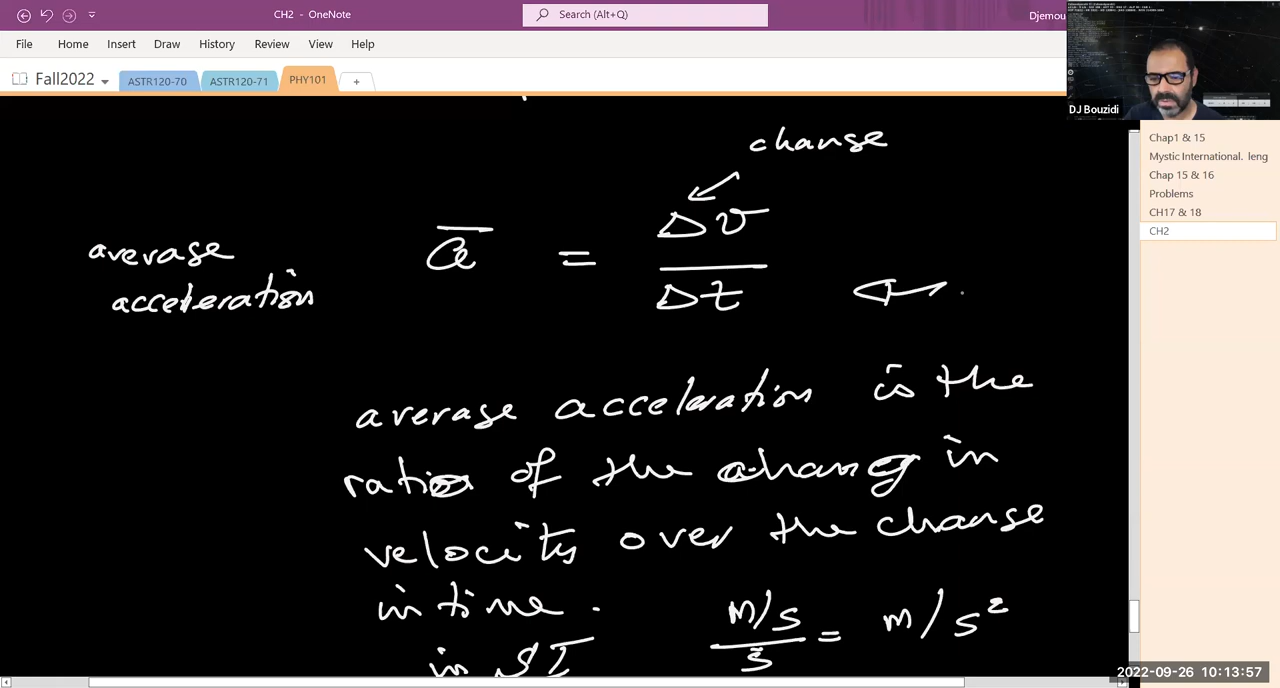 CH2 - OneNote
Search (Alt+Q)
Djemou
File Home Insert Draw History Review View Help
Fall2022 ASTR120-70 ASTR120-71 PHY101 +
DJ Bouzidi
Chap1 & 15
Mystic International. leng
Chap 15 & 16
Problems
CH17 & 18
CH2
change
average acceleration
a̅ = Δv / Δt
average acceleration is the
ratio of the change in
velocity over the change
in time.
in SI
m/s / s = m/s²
2022-09-26 10:13:57